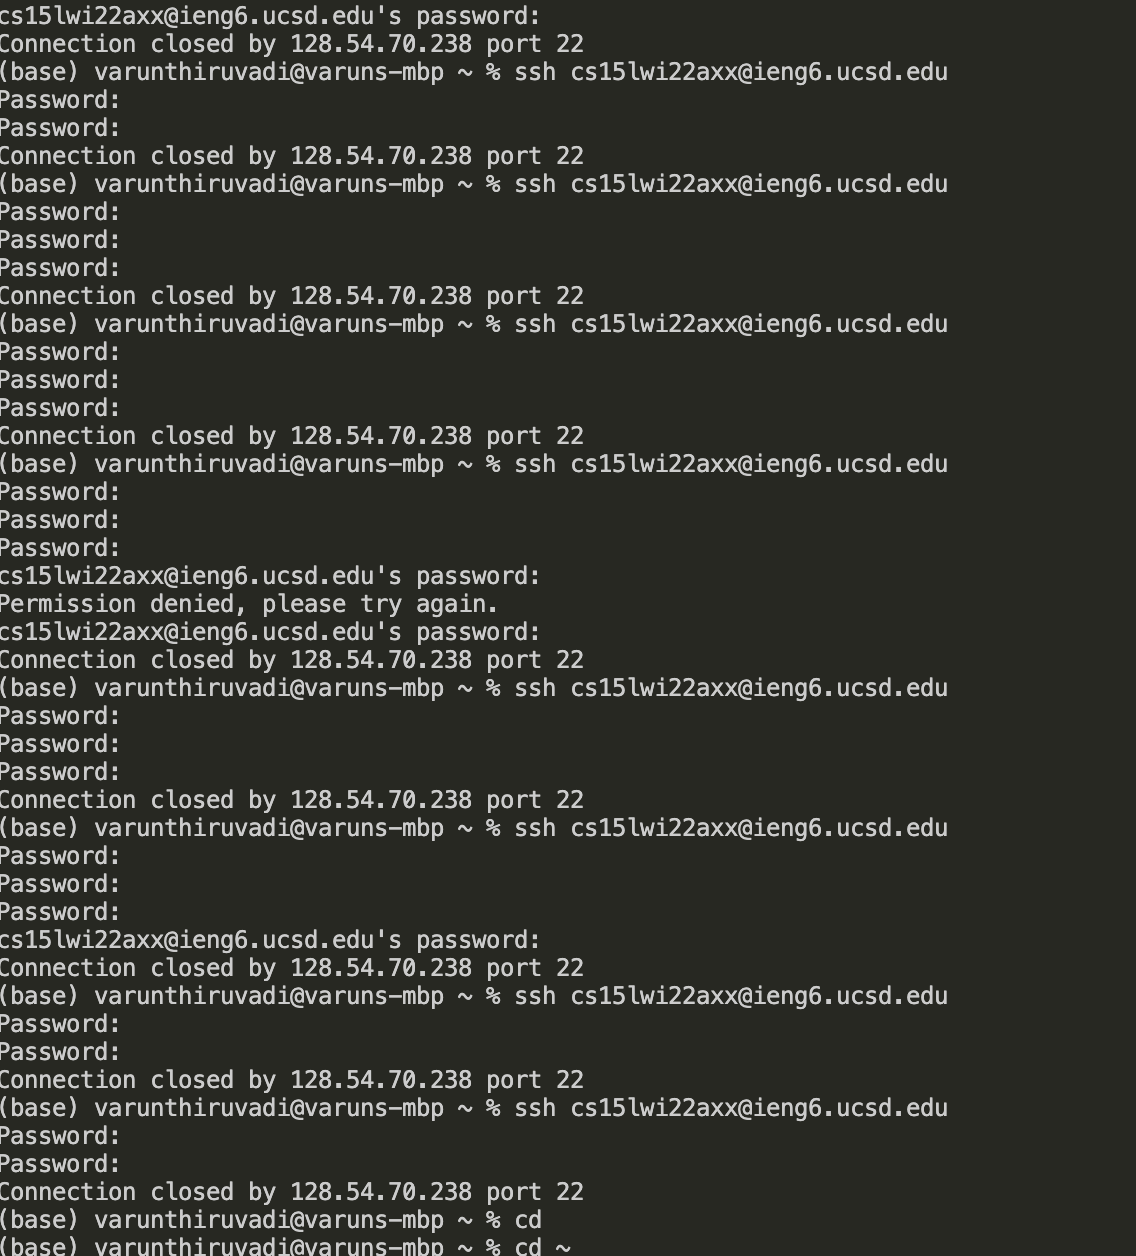 cs15lwi22axx@ieng6.ucsd.edu's password:
Connection closed by 128.54.70.238 port 22
(base) varunthiruvadi@varuns-mbp ~ % ssh cs15lwi22axx@ieng6.ucsd.edu
Password:
Password:
Connection closed by 128.54.70.238 port 22
(base) varunthiruvadi@varuns-mbp ~ % ssh cs15lwi22axx@ieng6.ucsd.edu
Password:
Password:
Password:
Connection closed by 128.54.70.238 port 22
(base) varunthiruvadi@varuns-mbp ~ % ssh cs15lwi22axx@ieng6.ucsd.edu
Password:
Password:
Password:
Connection closed by 128.54.70.238 port 22
(base) varunthiruvadi@varuns-mbp ~ % ssh cs15lwi22axx@ieng6.ucsd.edu
Password:
Password:
Password:
cs15lwi22axx@ieng6.ucsd.edu's password:
Permission denied, please try again.
cs15lwi22axx@ieng6.ucsd.edu's password:
Connection closed by 128.54.70.238 port 22
(base) varunthiruvadi@varuns-mbp ~ % ssh cs15lwi22axx@ieng6.ucsd.edu
Password:
Password:
Password:
Connection closed by 128.54.70.238 port 22
(base) varunthiruvadi@varuns-mbp ~ % ssh cs15lwi22axx@ieng6.ucsd.edu
Password:
Password:
Password:
cs15lwi22axx@ieng6.ucsd.edu's password:
Connection closed by 128.54.70.238 port 22
(base) varunthiruvadi@varuns-mbp ~ % ssh cs15lwi22axx@ieng6.ucsd.edu
Password:
Password:
Connection closed by 128.54.70.238 port 22
(base) varunthiruvadi@varuns-mbp ~ % ssh cs15lwi22axx@ieng6.ucsd.edu
Password:
Password:
Connection closed by 128.54.70.238 port 22
(base) varunthiruvadi@varuns-mbp ~ % cd
(base) varunthiruvadi@varuns-mbp ~ % cd ~